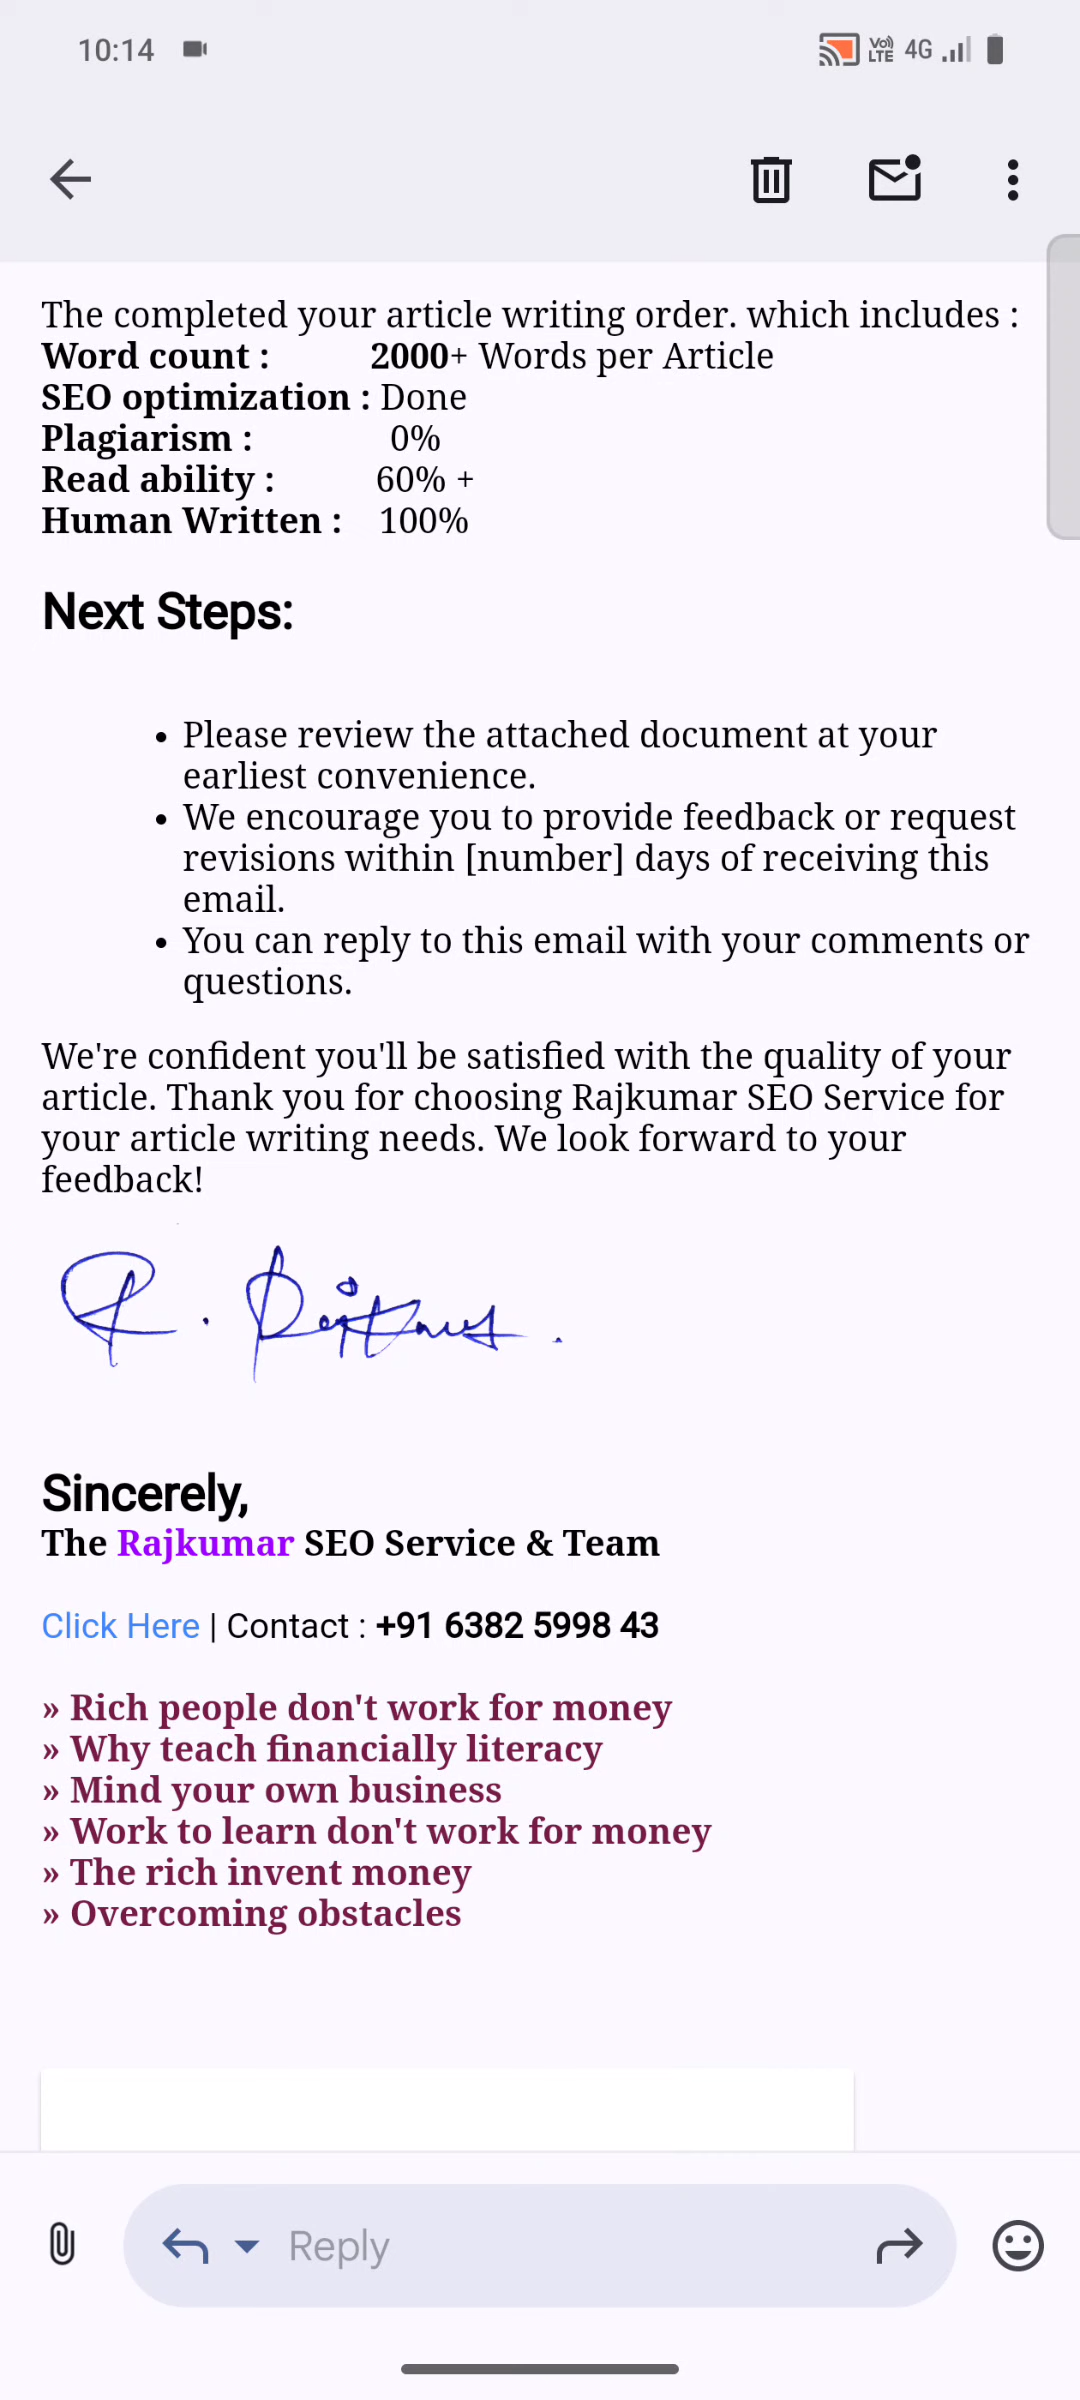 10:14 Vo) LTE 4G
The completed your article writing order. which includes :
Word count : 2000+ Words per Article
SEO optimization : Done
Plagiarism : 0%
Read ability : 60% +
Human Written : 100%
Next Steps:
• Please review the attached document at your
earliest convenience.
• We encourage you to provide feedback or request
revisions within [number] days of receiving this
email.
• You can reply to this email with your comments or
questions.
We're confident you'll be satisfied with the quality of your
article. Thank you for choosing Rajkumar SEO Service for
your article writing needs. We look forward to your
feedback!
R. Rajkumar.
Sincerely,
The Rajkumar SEO Service & Team
Click Here | Contact : +91 6382 5998 43
» Rich people don't work for money
» Why teach financially literacy
» Mind your own business
» Work to learn don't work for money
» The rich invent money
» Overcoming obstacles
Reply